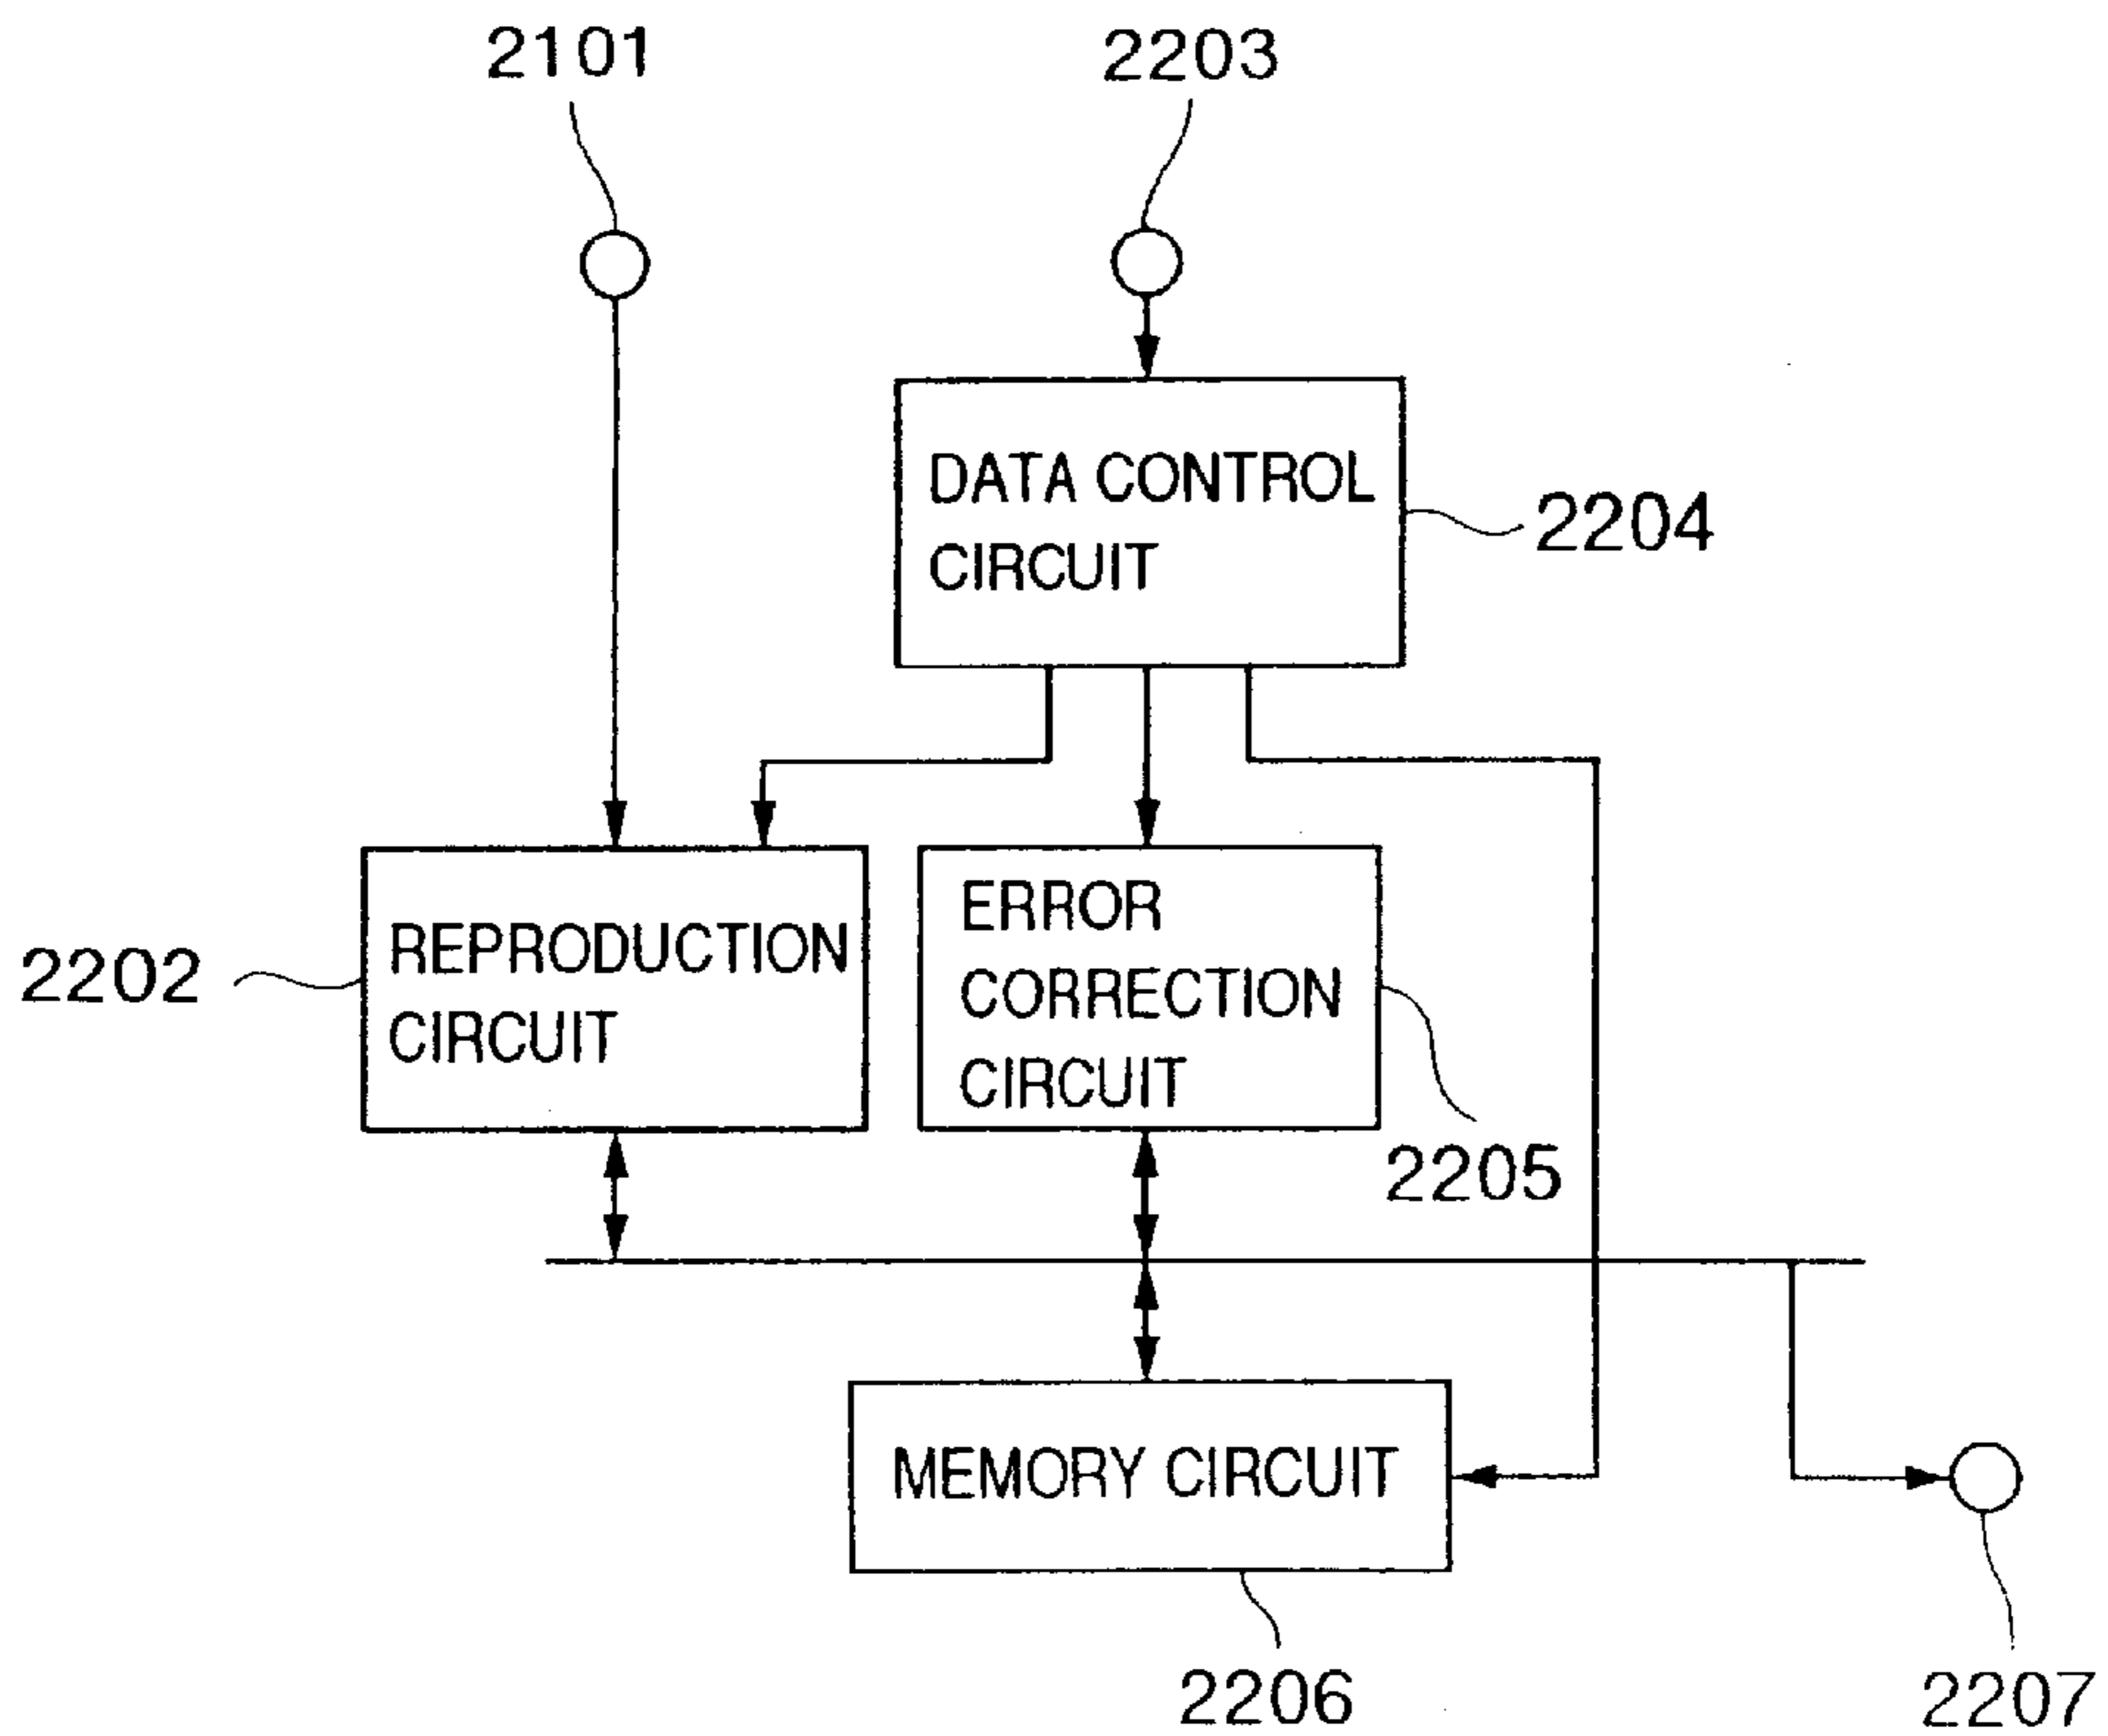 2101
2203
DATA CONTROL
CIRCUIT
2204
REPRODUCTION
CIRCUIT
2202
ERROR
CORRECTION
CIRCUIT
2205
MEMORY CIRCUIT
2206
2207